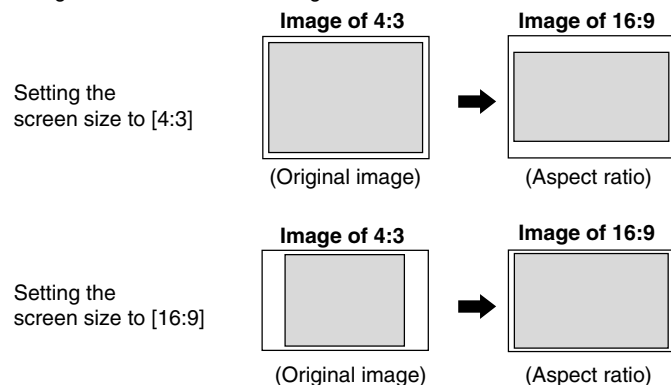 Image of 4:3 Image of 16:9
Setting the
screen size to [4:3]
(Original image) (Aspect ratio)
Image of 4:3 Image of 16:9
Setting the
screen size to [16:9]
(Original image) (Aspect ratio)